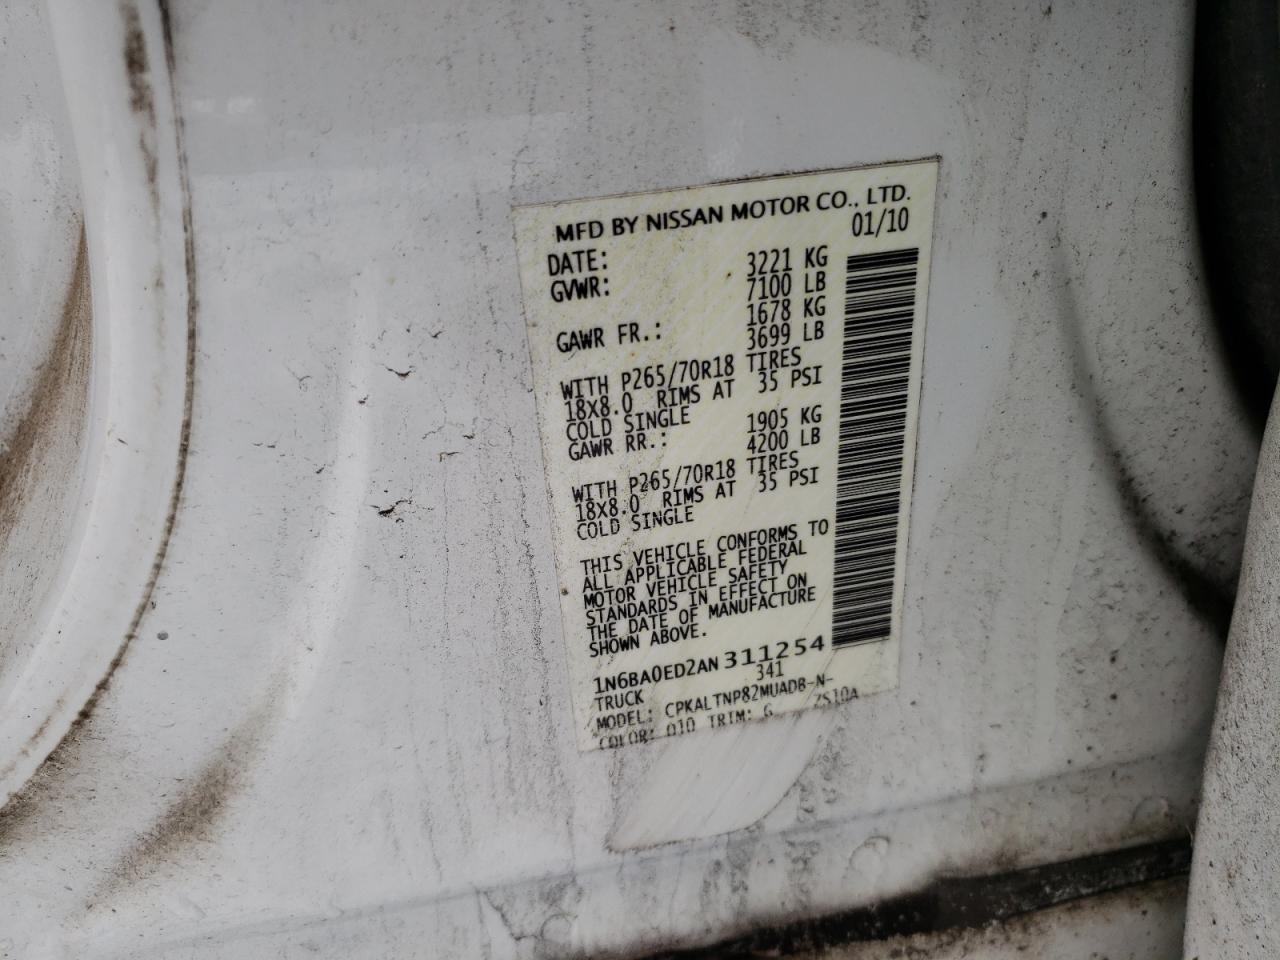 MFD BY NISSAN MOTOR CO., LTD.
DATE: 01/10
GVWR: 3221 KG
7100 LB
GAWR FR.: 1678 KG
3699 LB
WITH P265/70R18 TIRES
18X8.0 RIMS AT 35 PSI
COLD SINGLE
GAWR RR.: 1905 KG
4200 LB
WITH P265/70R18 TIRES
18X8.0 RIMS AT 35 PSI
COLD SINGLE
THIS VEHICLE CONFORMS TO
ALL APPLICABLE FEDERAL
MOTOR VEHICLE SAFETY
STANDARDS IN EFFECT ON
THE DATE OF MANUFACTURE
SHOWN ABOVE.
1N6BA0ED2AN311254
TRUCK 341
MODEL: CPKALTNP82MUADB-N-
COLOR: Q10 TRIM: G ZS10A